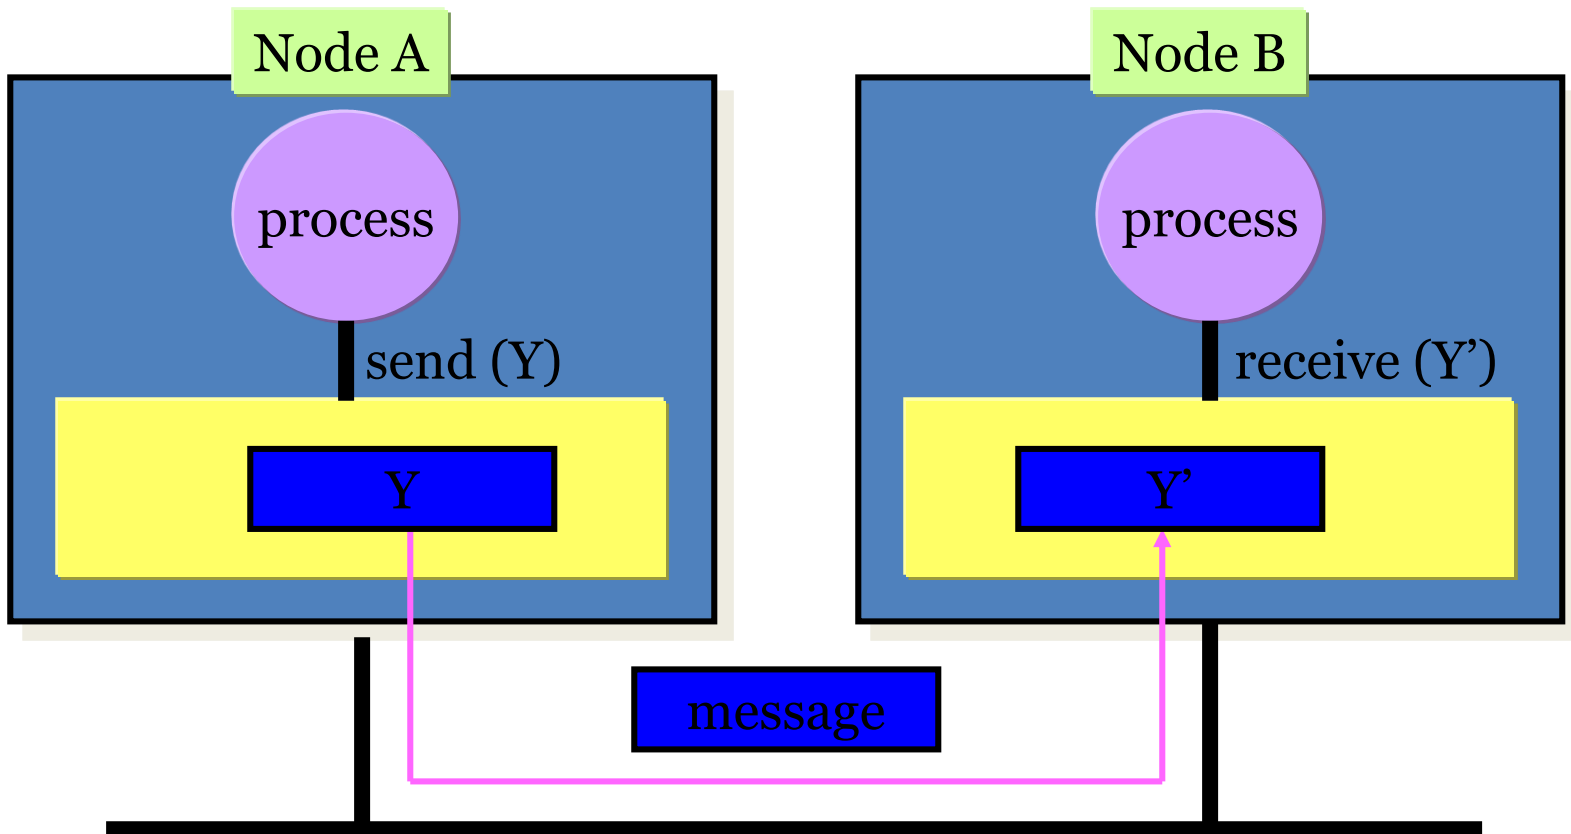 Node A
Node B
process
process
send (Y)
receive (Y’)
Y
Y’
message